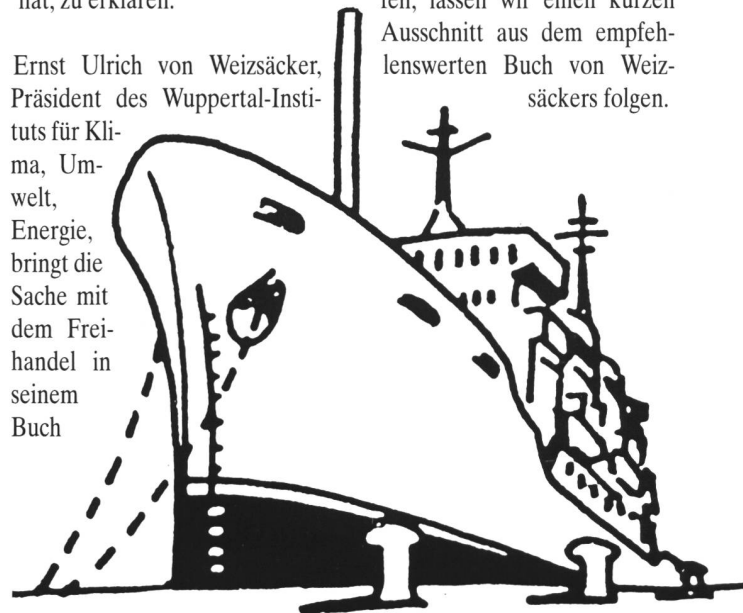 hat, zu erklären.
Ernst Ulrich von Weizsäcker,
Präsident des Wuppertal-Insti-
tuts für Kli-
ma, Um-
welt,
Energie,
bringt die
Sache mit
dem Frei-
handel in
seinem
Buch
len, lassen wir einen kurzen
Ausschnitt aus dem empfeh-
lenswerten Buch von Weiz-
säckers folgen.